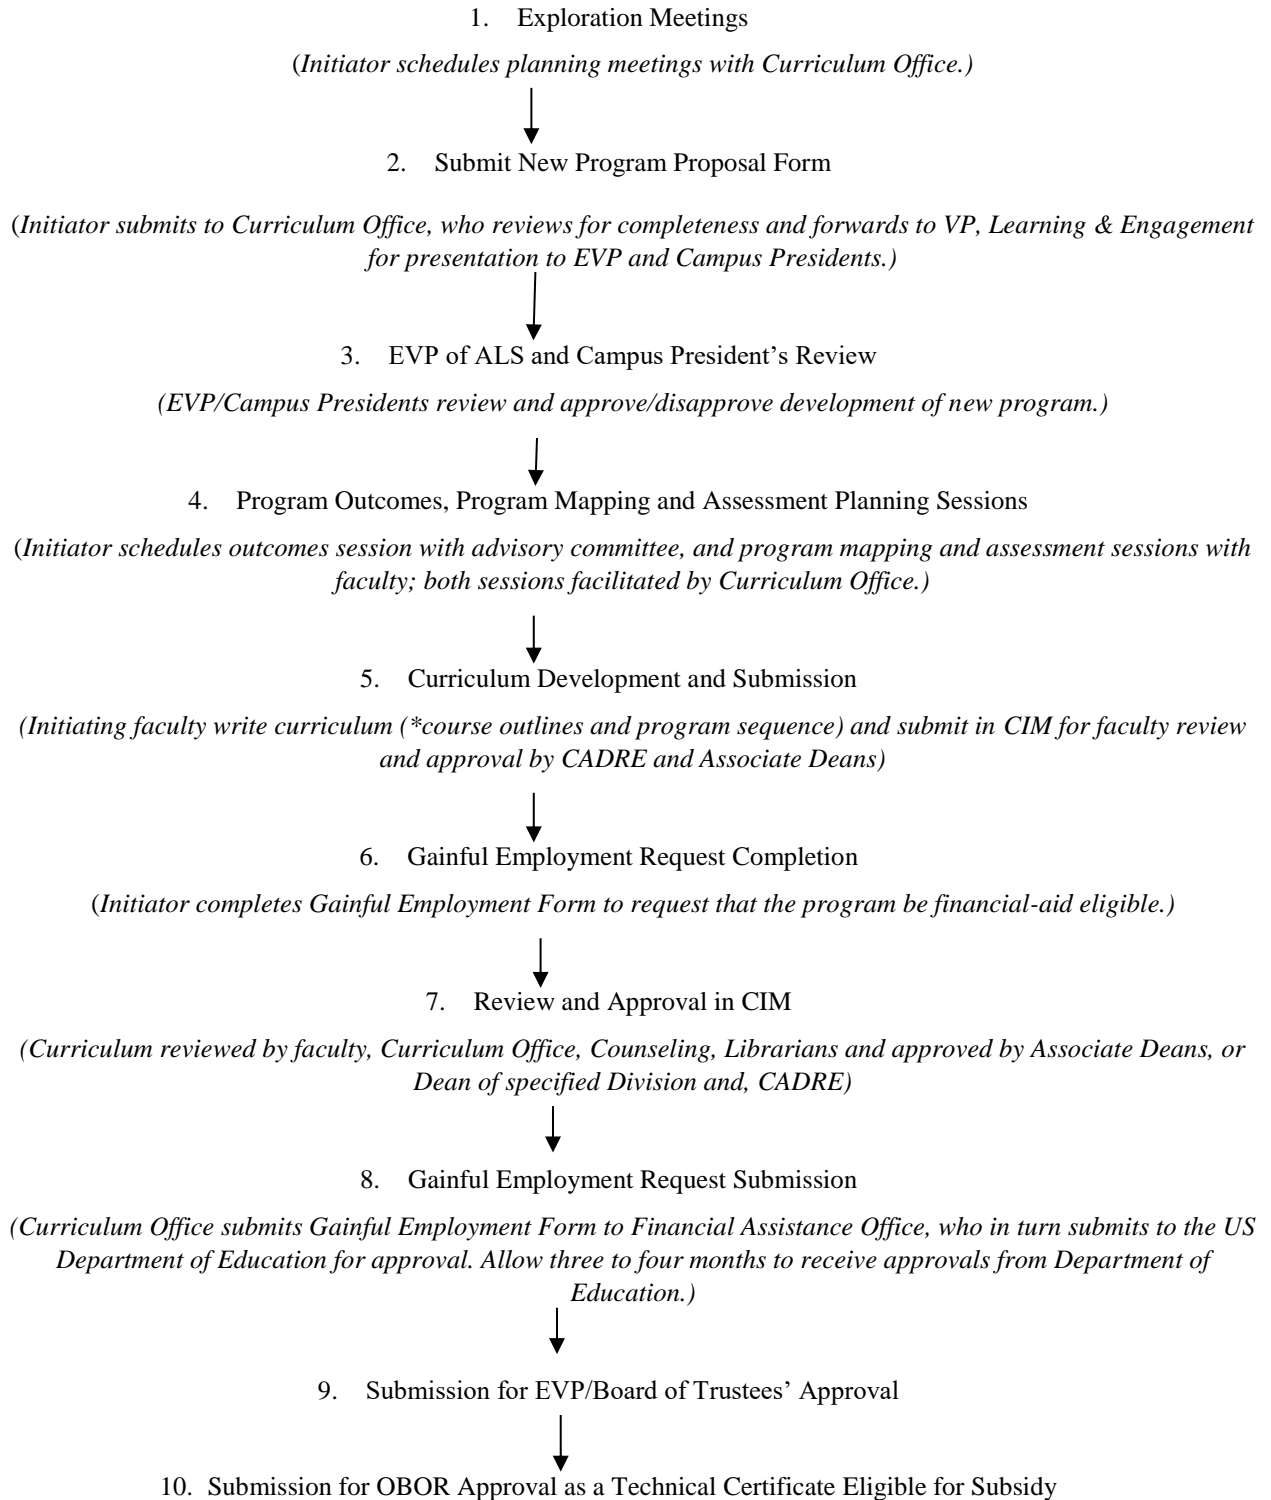 1. Exploration Meetings
(Initiator schedules planning meetings with Curriculum Office.)
2. Submit New Program Proposal Form
(Initiator submits to Curriculum Office, who reviews for completeness and forwards to VP, Learning & Engagement
for presentation to EVP and Campus Presidents.)
3. EVP of ALS and Campus President’s Review
(EVP/Campus Presidents review and approve/disapprove development of new program.)
4. Program Outcomes, Program Mapping and Assessment Planning Sessions
(Initiator schedules outcomes session with advisory committee, and program mapping and assessment sessions with
faculty; both sessions facilitated by Curriculum Office.)
5. Curriculum Development and Submission
(Initiating faculty write curriculum (*course outlines and program sequence) and submit in CIM for faculty review
and approval by CADRE and Associate Deans)
6. Gainful Employment Request Completion
(Initiator completes Gainful Employment Form to request that the program be financial-aid eligible.)
7. Review and Approval in CIM
(Curriculum reviewed by faculty, Curriculum Office, Counseling, Librarians and approved by Associate Deans, or
Dean of specified Division and, CADRE)
8. Gainful Employment Request Submission
(Curriculum Office submits Gainful Employment Form to Financial Assistance Office, who in turn submits to the US
Department of Education for approval. Allow three to four months to receive approvals from Department of
Education.)
9. Submission for EVP/Board of Trustees’ Approval
10. Submission for OBOR Approval as a Technical Certificate Eligible for Subsidy